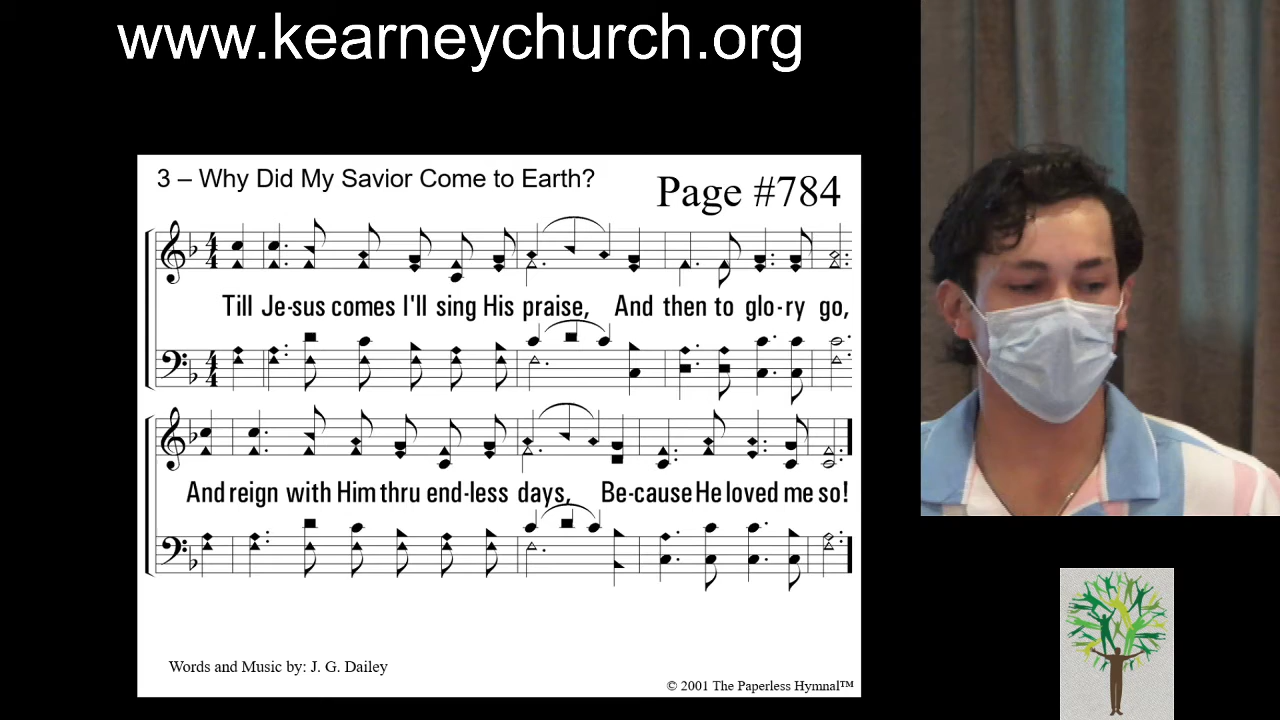 www.kearneychurch.org
3 – Why Did My Savior Come to Earth?
Page #784
Till Je-sus comes I'll sing His praise, And then to glo-ry go,
And reign with Him thru end-less days, Be-cause He loved me so!
Words and Music by: J. G. Dailey
© 2001 The Paperless Hymnal™